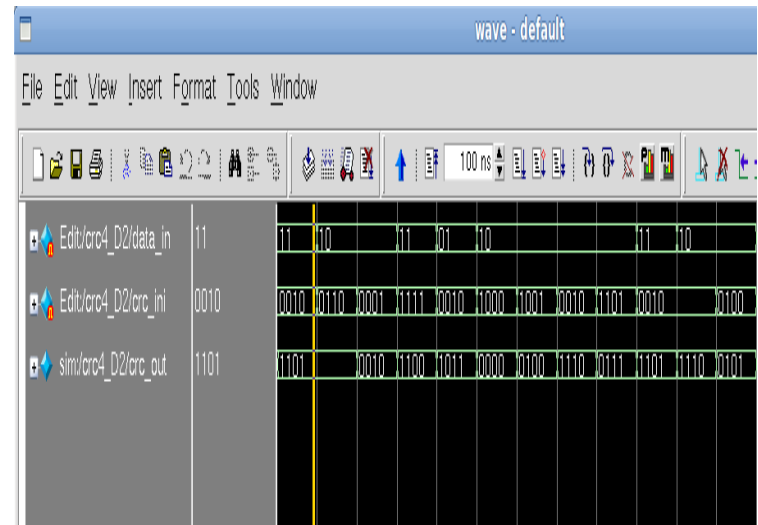 wave - default
File Edit View Insert Format Tools Window
100 ns
Edit:/crc4_D2/data_in 11 11 10 11 01 10 11 10
Edit:/crc4_D2/crc_ini 0010 0010 0110 0001 1111 0010 1000 1001 0010 1101 0010 0100
sim:/crc4_D2/crc_out 1101 1101 0010 1100 1011 0000 0100 1110 0111 1101 1110 0101